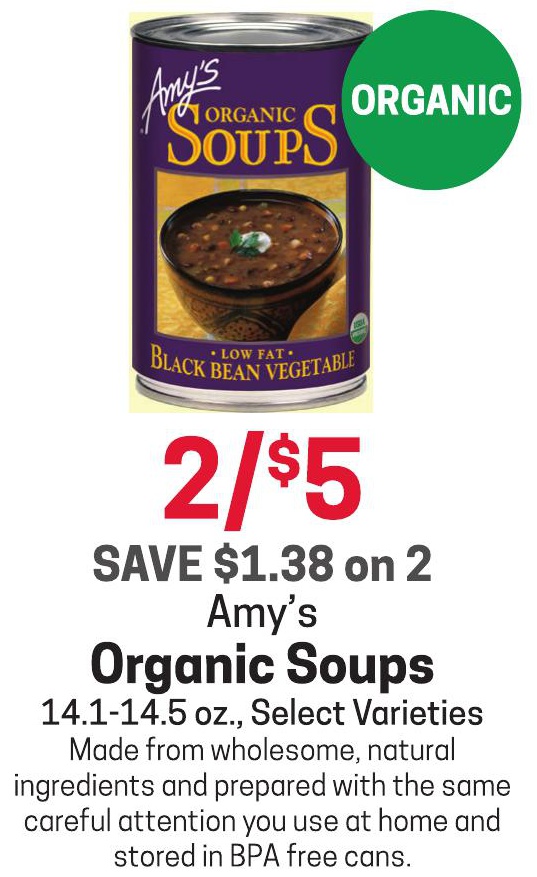 Amy's
ORGANIC
SOUPS
ORGANIC
• LOW FAT •
BLACK BEAN VEGETABLE
2/$5
SAVE $1.38 on 2
Amy's
Organic Soups
14.1-14.5 oz., Select Varieties
Made from wholesome, natural
ingredients and prepared with the same
careful attention you use at home and
stored in BPA free cans.